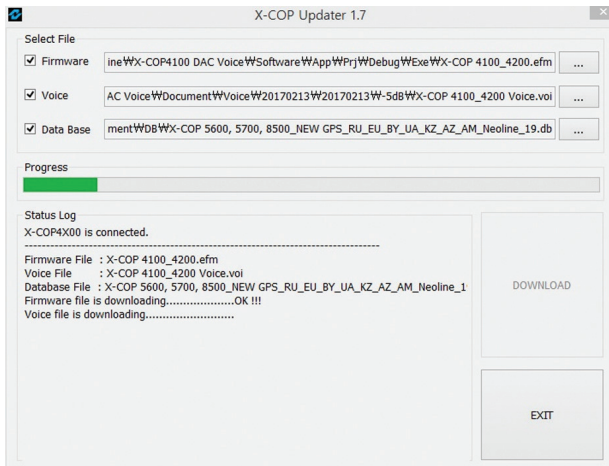 X-COP Updater 1.7
Select File
Firmware
ine₩X-COP4100 DAC Voice₩Software₩App₩Prj₩Debug₩Exe₩X-COP 4100_4200.efm
...
Voice
AC Voice₩Document₩Voice₩20170213₩20170213₩-5dB₩X-COP 4100_4200 Voice.voi
...
Data Base
ment₩DB₩X-COP 5600, 5700, 8500_NEW GPS_RU_EU_BY_UA_KZ_AZ_AM_Neoline_19.db
...
Progress
Status Log
X-COP4X00 is connected.
--------------------------------------------------------------------------------
Firmware File : X-COP 4100_4200.efm
Voice File : X-COP 4100_4200 Voice.voi
Database File : X-COP 5600, 5700, 8500_NEW GPS_RU_EU_BY_UA_KZ_AZ_AM_Neoline_1
Firmware file is downloading....................OK !!!
Voice file is downloading..........................
DOWNLOAD
EXIT